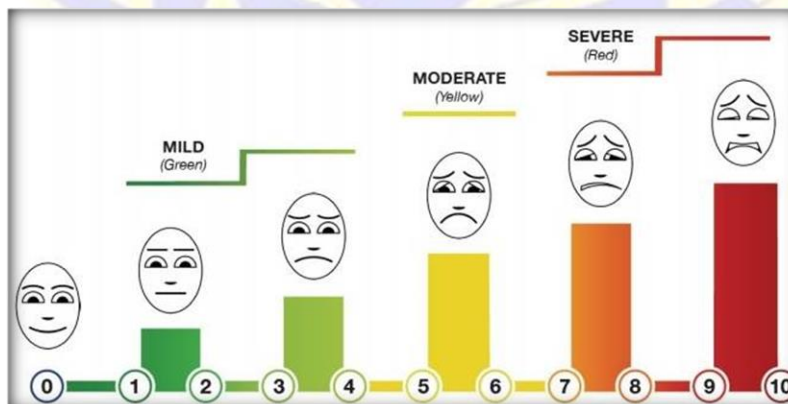 SEVERE
(Red)
MODERATE
(Yellow)
MILD
(Green)
0 1 2 3 4 5 6 7 8 9 10